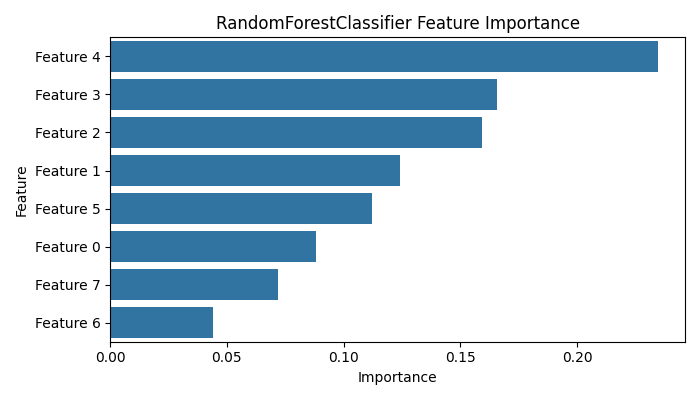 RandomForestClassifier Feature Importance
Feature
Feature 4
Feature 3
Feature 2
Feature 1
Feature 5
Feature 0
Feature 7
Feature 6
0.00 0.05 0.10 0.15 0.20
Importance